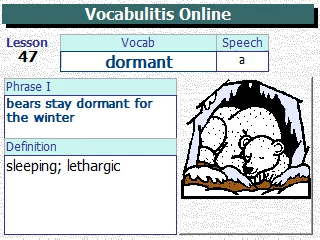 Vocabulitis Online
Lesson
47
Vocab
Speech
dormant
a
Phrase I
bears stay dormant for
the winter
Definition
sleeping; lethargic